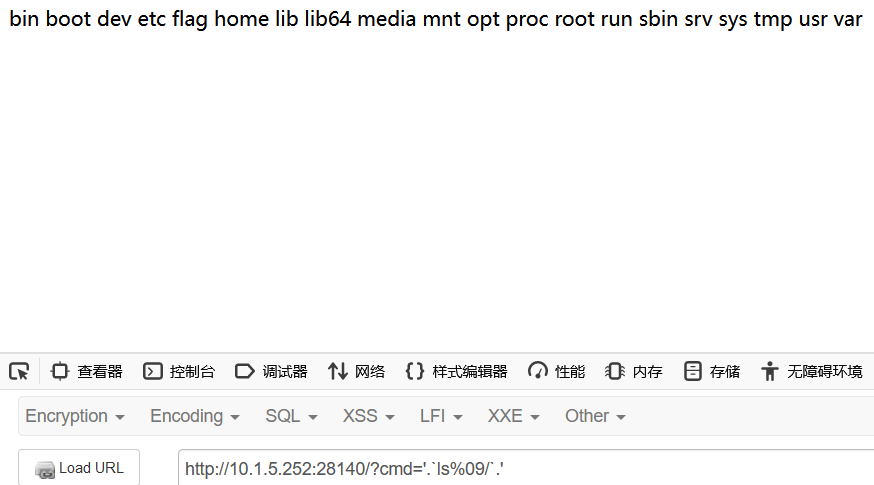 bin boot dev etc flag home lib lib64 media mnt opt proc root run sbin srv sys tmp usr var
查看器 控制台 调试器 网络 样式编辑器 性能 内存 存储 无障碍环境
Encryption Encoding SQL XSS LFI XXE Other
Load URL http://10.1.5.252:28140/?cmd='.`ls%09/`.'